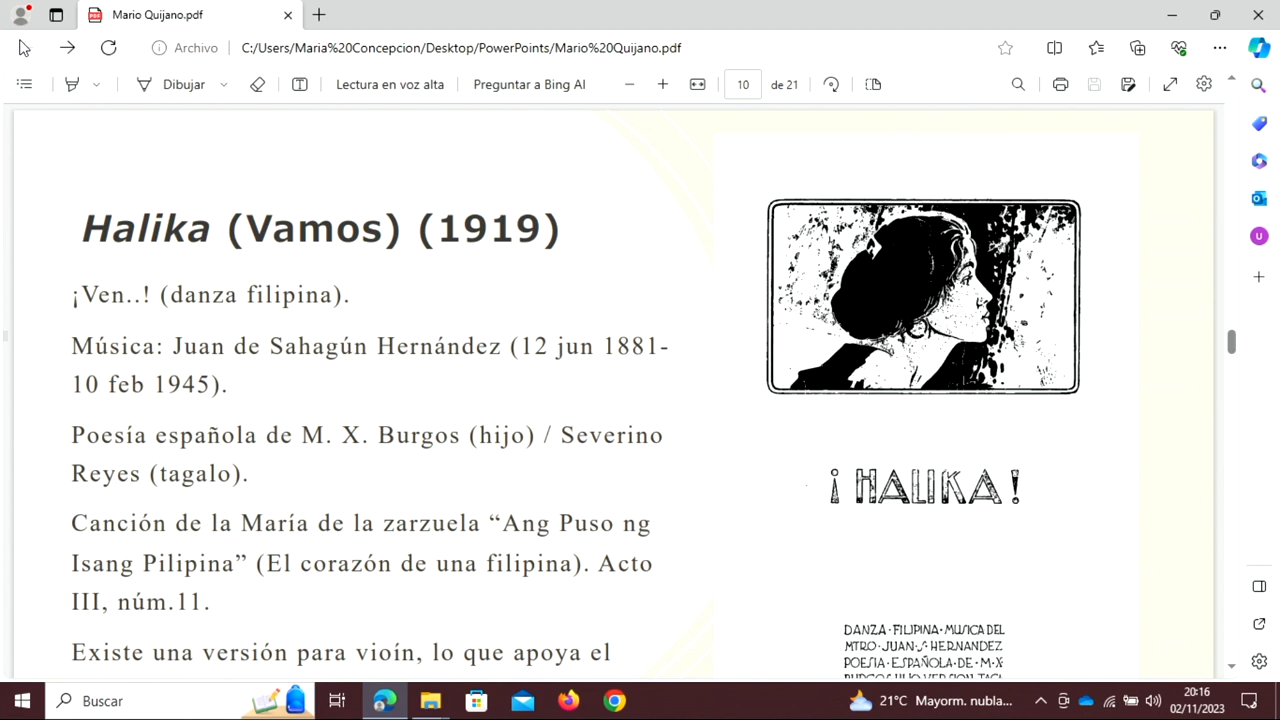 Mario Quijano.pdf
Archivo
C:/Users/Maria%20Concepcion/Desktop/PowerPoints/Mario%20Quijano.pdf
Dibujar
Lectura en voz alta
Preguntar a Bing AI
10
de 21
Halika (Vamos) (1919)
¡Ven..! (danza filipina).
Música: Juan de Sahagún Hernández (12 jun 1881-
10 feb 1945).
Poesía española de M. X. Burgos (hijo) / Severino
Reyes (tagalo).
Canción de la María de la zarzuela “Ang Puso ng
Isang Pilipina” (El corazón de una filipina). Acto
III, núm.11.
Existe una versión para vioín, lo que apoya el
¡HALIKA!
DANZA·FILIPINA·MUSICA DEL
MTRO·JUAN·S·HERNANDEZ
POESIA·ESPAÑOLA·DE·M·X·
U
Buscar
21°C Mayorm. nubla...
20:16
02/11/2023